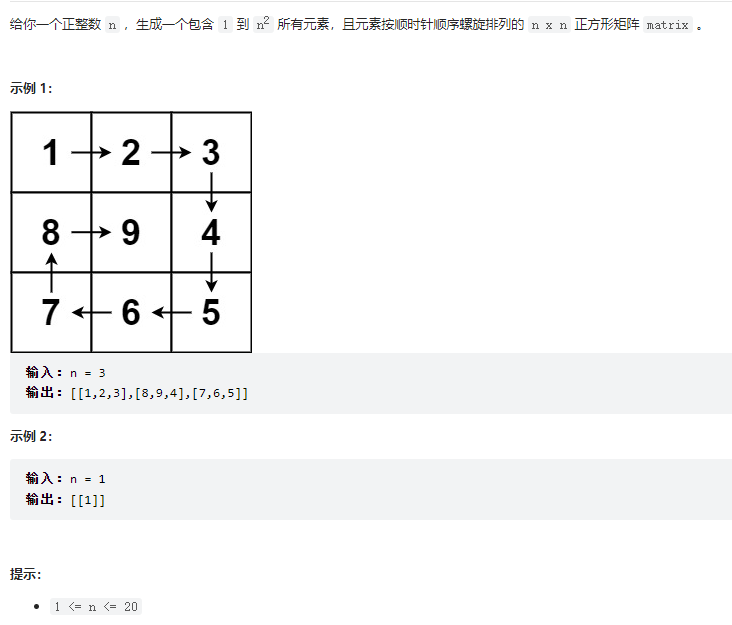 给你一个正整数 n ，生成一个包含 1 到 n² 所有元素，且元素按顺时针顺序螺旋排列的 n x n 正方形矩阵 matrix 。
示例 1：
1 → 2 → 3
8 → 9 4
7 ← 6 ← 5
输入：n = 3
输出：[[1,2,3],[8,9,4],[7,6,5]]
示例 2：
输入：n = 1
输出：[[1]]
提示：
• 1 <= n <= 20